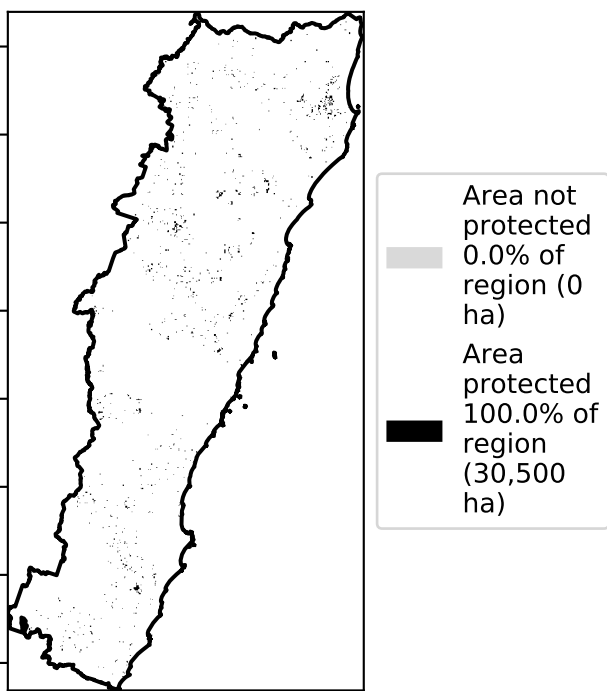 Area not
protected
0.0% of
region (0
ha)
Area
protected
100.0% of
region
(30,500
ha)